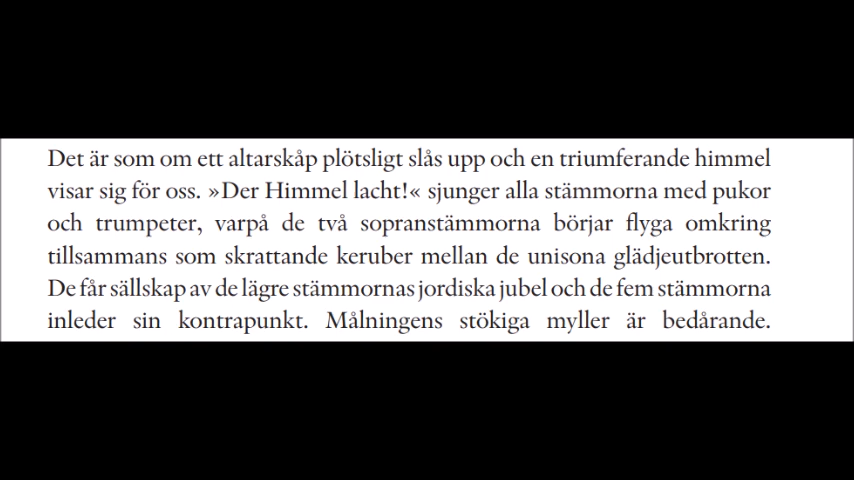 Det är som om ett altarskåp plötsligt slås upp och en triumferande himmel
visar sig för oss. »Der Himmel lacht!« sjunger alla stämmorna med pukor
och trumpeter, varpå de två sopranstämmorna börjar flyga omkring
tillsammans som skrattande keruber mellan de unisona glädjeutbrotten.
De får sällskap av de lägre stämmornas jordiska jubel och de fem stämmorna
inleder sin kontrapunkt. Målningens stökiga myller är bedårande.